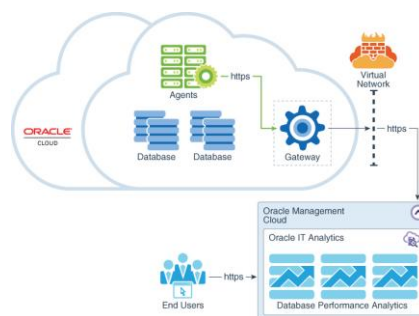 https
Agents
Virtual
Network
ORACLE
CLOUD
Database
Database
Gateway
https
Oracle Management
Cloud
Oracle IT Analytics
https
End Users
Database Performance Analytics